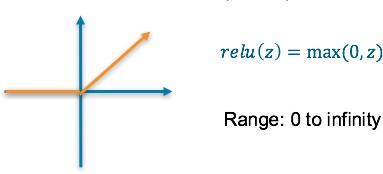 relu(z) = max(0, z)
Range: 0 to infinity